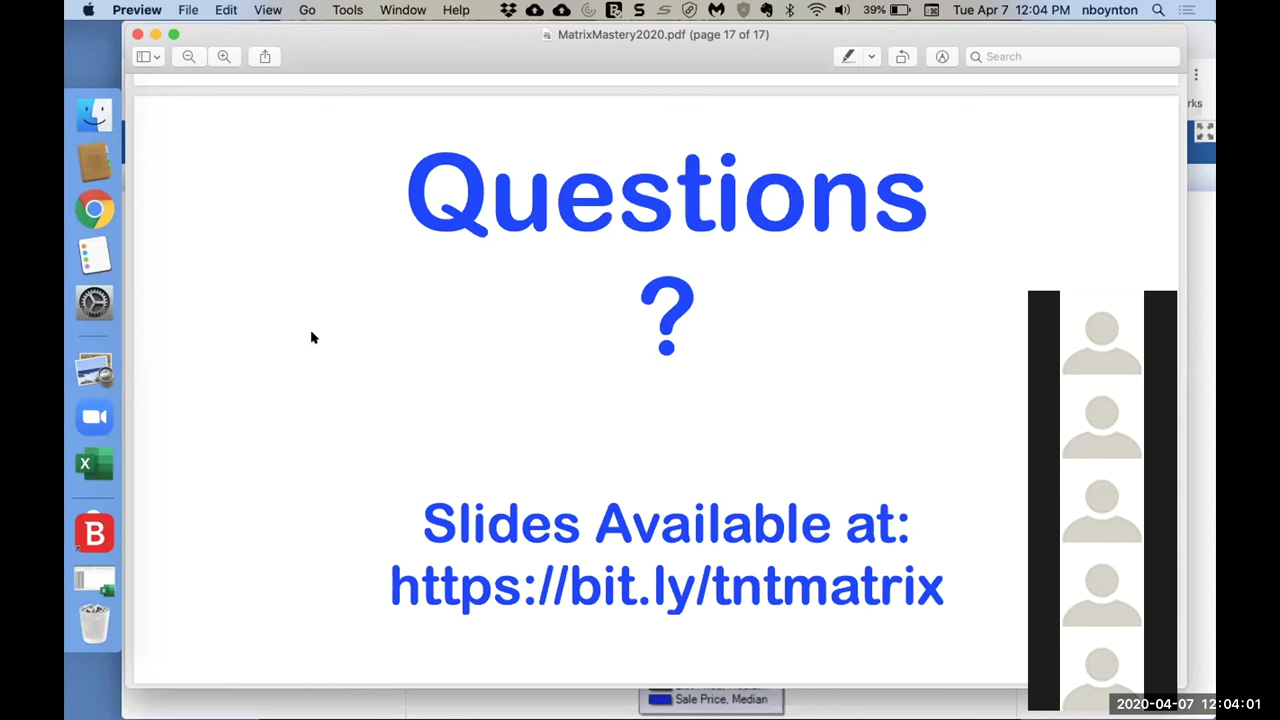 Preview File Edit View Go Tools Window Help 39% Tue Apr 7 12:04 PM nboynton
MatrixMastery2020.pdf (page 17 of 17)
Search
rks
Questions
?
Slides Available at:
https://bit.ly/tntmatrix
Sale Price, Median
2020-04-07 12:04:01